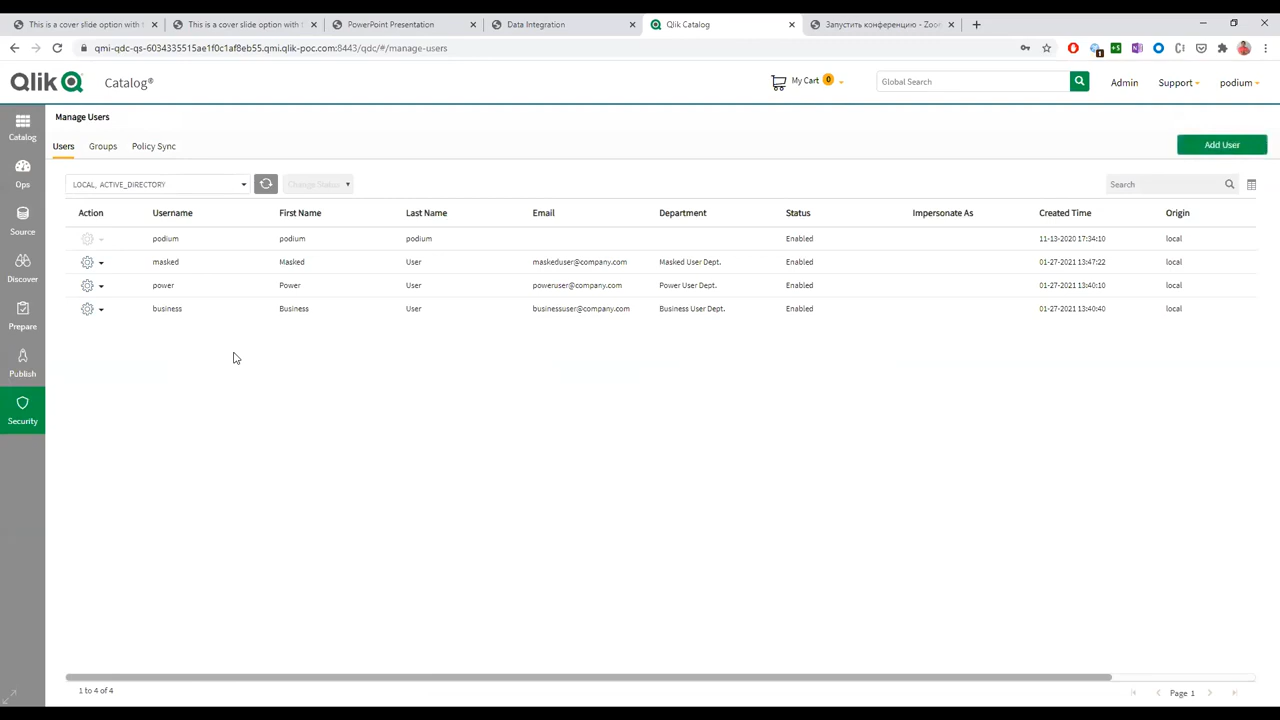 This is a cover slide option with t
This is a cover slide option with t
PowerPoint Presentation
Data Integration
Qlik Catalog
Запустить конференцию - Zoo
qmi-qdc-qs-6034335515ae1f0c1af8eb55.qmi.qlik-poc.com:8443/qdc/#/manage-users
Qlik Catalog®
My Cart 0
Global Search
Admin
Support
podium
Catalog
Ops
Source
Discover
Prepare
Publish
Security
Manage Users
Users Groups Policy Sync
Add User
LOCAL, ACTIVE_DIRECTORY
Change Status
Search
Action Username First Name Last Name Email Department Status Impersonate As Created Time Origin
podium podium podium Enabled 11-13-2020 17:34:10 local
masked Masked User maskeduser@company.com Masked User Dept. Enabled 01-27-2021 13:47:22 local
power Power User poweruser@company.com Power User Dept. Enabled 01-27-2021 13:40:10 local
business Business User businessuser@company.com Business User Dept. Enabled 01-27-2021 13:40:40 local
1 to 4 of 4
Page 1